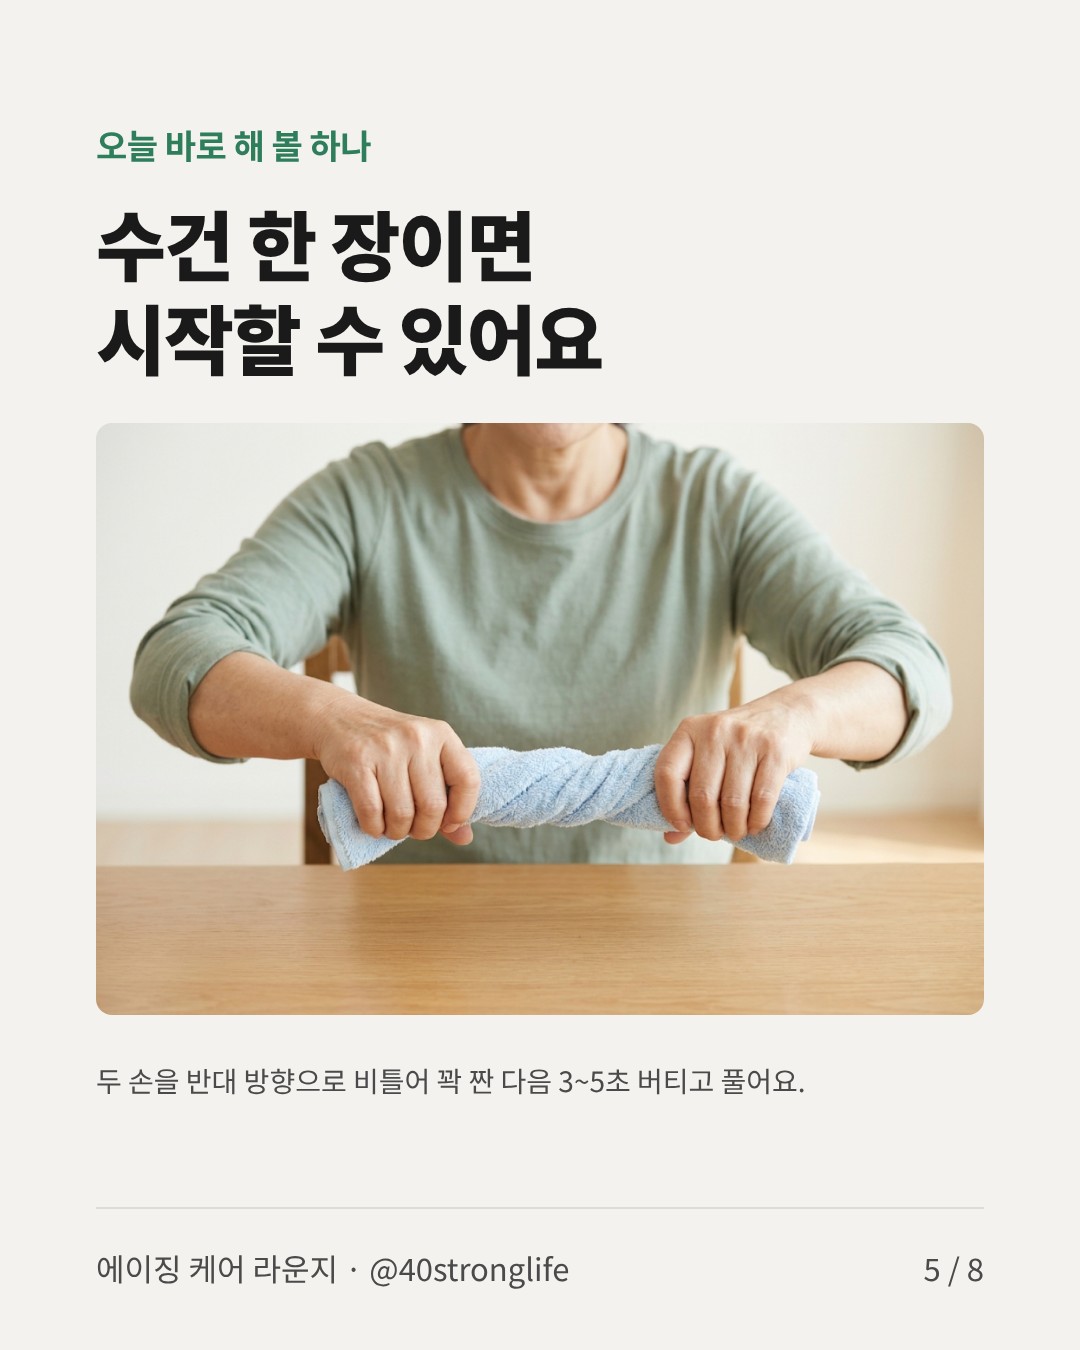 오늘 바로 해 볼 하나
수건 한 장이면
시작할 수 있어요
두 손을 반대 방향으로 비틀어 꽉 짠 다음 3~5초 버티고 풀어요.
에이징 케어 라운지 · @40stronglife
5 / 8